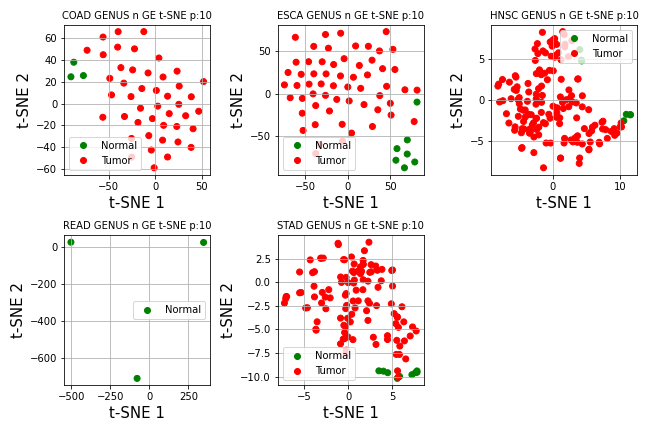 COAD GENUS n GE t-SNE p:10
60
40
20
0
−20
−40
−60
−50
0
50
t-SNE 1
t-SNE 2
Normal
Tumor
ESCA GENUS n GE t-SNE p:10
50
0
−50
−50
0
50
t-SNE 1
t-SNE 2
Normal
Tumor
HNSC GENUS n GE t-SNE p:10
5
0
−5
0
10
t-SNE 1
t-SNE 2
Normal
Tumor
READ GENUS n GE t-SNE p:10
0
−200
−400
−600
−500
−250
0
250
t-SNE 1
t-SNE 2
Normal
STAD GENUS n GE t-SNE p:10
2.5
0.0
−2.5
−5.0
−7.5
−10.0
−5
0
5
t-SNE 1
t-SNE 2
Normal
Tumor